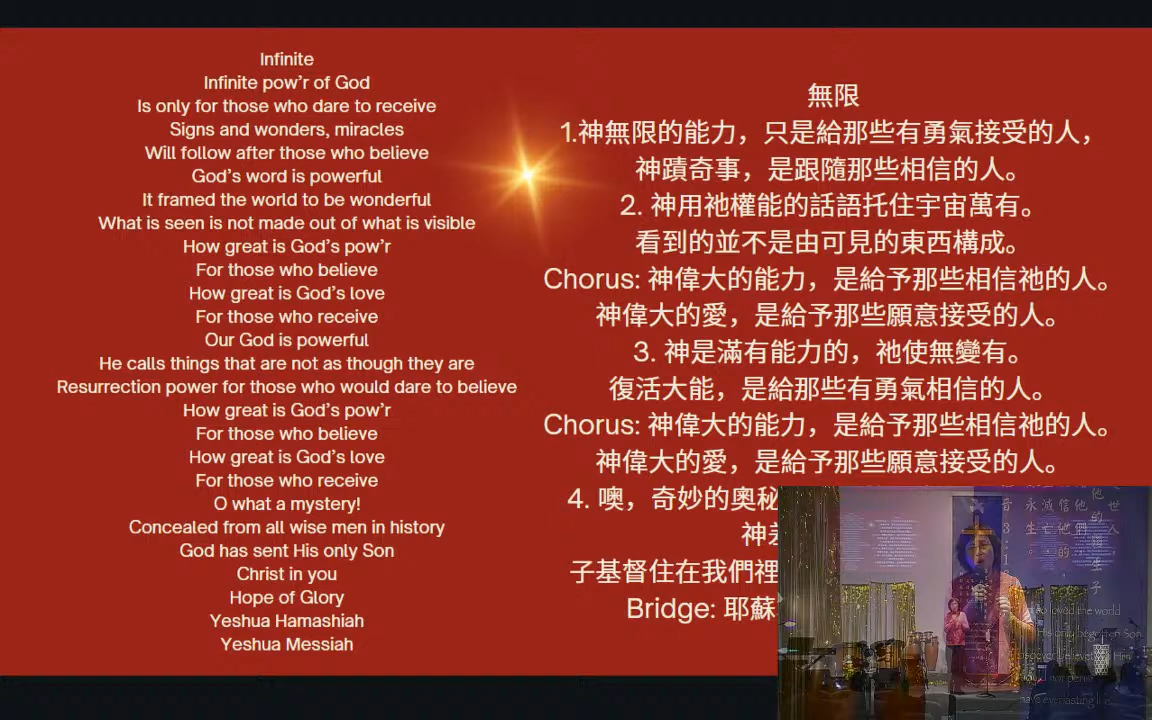 Infinite
Infinite pow’r of God
Is only for those who dare to receive
Signs and wonders, miracles
Will follow after those who believe
God’s word is powerful
It framed the world to be wonderful
What is seen is not made out of what is visible
How great is God’s pow’r
For those who believe
How great is God’s love
For those who receive
Our God is powerful
He calls things that are not as though they are
Resurrection power for those who would dare to believe
How great is God’s pow’r
For those who believe
How great is God’s love
For those who receive
O what a mystery!
Concealed from all wise men in history
God has sent His only Son
Christ in you
Hope of Glory
Yeshua Hamashiah
Yeshua Messiah
無限
1.神無限的能力，只是給那些有勇氣接受的人，
神蹟奇事，是跟隨那些相信的人。
2. 神用祂權能的話語托住宇宙萬有。
看到的並不是由可見的東西構成。
Chorus: 神偉大的能力，是給予那些相信祂的人。
神偉大的愛，是給予那些願意接受的人。
3. 神是滿有能力的，祂使無變有。
復活大能，是給那些有勇氣相信的人。
Chorus: 神偉大的能力，是給予那些相信祂的人。
神偉大的愛，是給予那些願意接受的人。
4. 噢，奇妙的奧秘
神差
子基督住在我們裡
Bridge: 耶蘇
loved the world
His only begotten Son
have everlasting